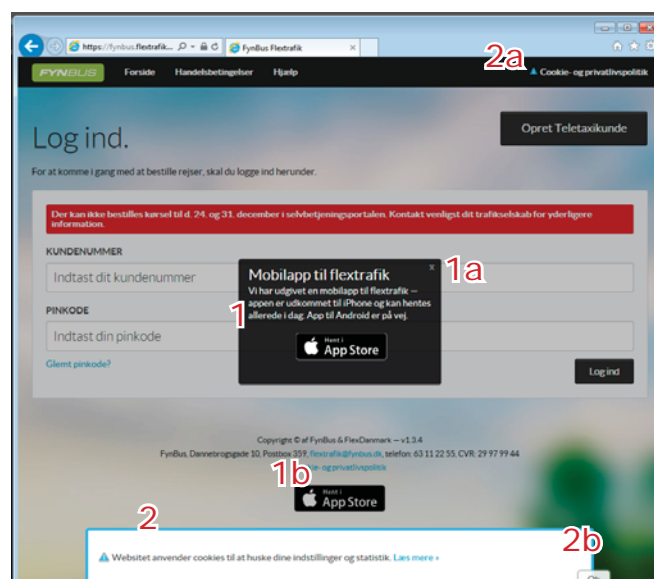 https://fynbus.flextrafik...
FynBus Flextrafik
2a
FYNBUS Forside Handelsbetingelser Hjælp Cookie- og privatlivspolitik
Opret Teletaxikunde
Log ind.
For at komme i gang med at bestille rejser, skal du logge ind herunder.
Der kan ikke bestilles kørsel til d. 24. og 31. december i selvbetjeningsportalen. Kontakt venligst dit trafikselskab for yderligere
information.
KUNDENUMMER
Indtast dit kundenummer
Mobilapp til flextrafik x
1a
Vi har udgivet en mobilapp til flextrafik —
appen er udkommet til iPhone og kan hentes
1
allerede i dag. App til Android er på vej.
PINKODE
Indtast din pinkode
Hent i
App Store
Glemt pinkode?
Log ind
Copyright © af FynBus & FlexDanmark — v1.3.4
FynBus, Dannebrogsgade 10, Postbox 359, flextrafik@fynbus.dk, telefon: 63 11 22 55, CVR: 29 97 99 44
1b
-og privatlivspolitik
Hent i
App Store
2
2b
Websitet anvender cookies til at huske dine indstillinger og statistik. Læs mere »